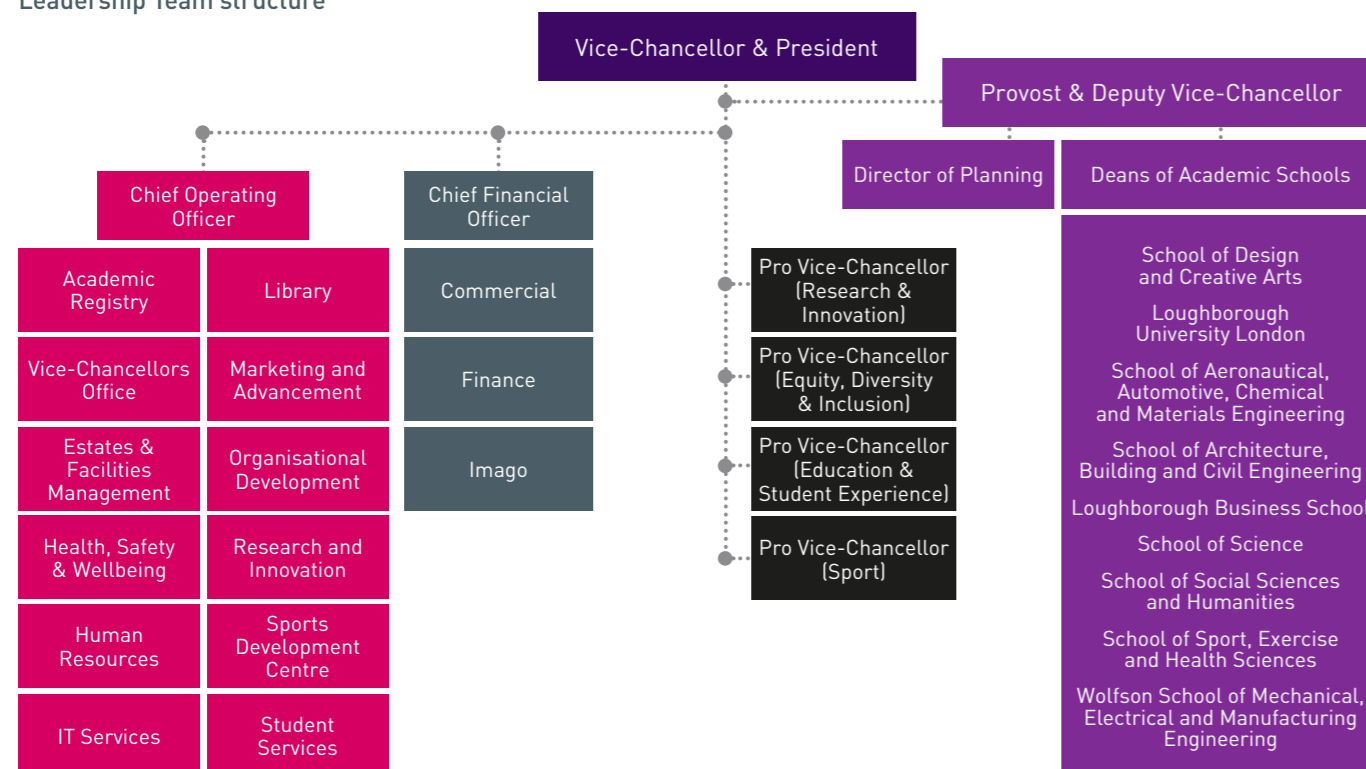 Leadership Team structure
Vice-Chancellor & President
Provost & Deputy Vice-Chancellor
Director of Planning
Deans of Academic Schools
Chief Operating
Officer
Chief Financial
Officer
Academic
Registry
Library
Vice-Chancellors
Office
Marketing and
Advancement
Estates &
Facilities
Management
Organisational
Development
Health, Safety
& Wellbeing
Research and
Innovation
Human
Resources
Sports
Development
Centre
IT Services
Student
Services
Commercial
Finance
Imago
Pro Vice-Chancellor
(Research &
Innovation)
Pro Vice-Chancellor
(Equity, Diversity
& Inclusion)
Pro Vice-Chancellor
(Education &
Student Experience)
Pro Vice-Chancellor
(Sport)
School of Design
and Creative Arts
Loughborough
University London
School of Aeronautical,
Automotive, Chemical
and Materials Engineering
School of Architecture,
Building and Civil Engineering
Loughborough Business School
School of Science
School of Social Sciences
and Humanities
School of Sport, Exercise
and Health Sciences
Wolfson School of Mechanical,
Electrical and Manufacturing
Engineering